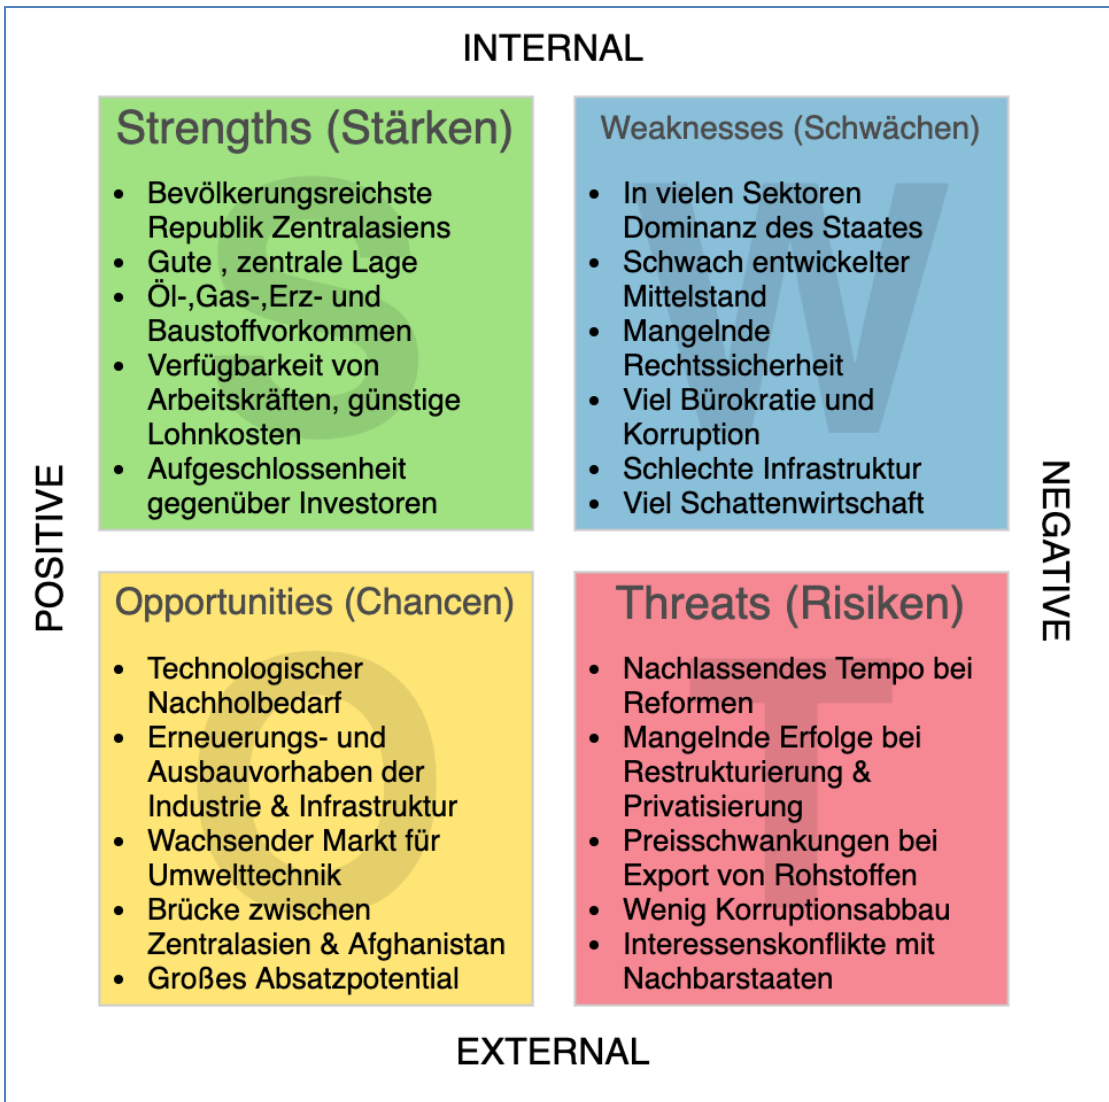 INTERNAL
Strengths (Stärken)
• Bevölkerungsreichste
Republik Zentralasiens
• Gute , zentrale Lage
• Öl-,Gas-,Erz- und
Baustoffvorkommen
• Verfügbarkeit von
Arbeitskräften, günstige
Lohnkosten
• Aufgeschlossenheit
gegenüber Investoren
S
Weaknesses (Schwächen)
• In vielen Sektoren
Dominanz des Staates
• Schwach entwickelter
Mittelstand
• Mangelnde
Rechtssicherheit
• Viel Bürokratie und
Korruption
• Schlechte Infrastruktur
• Viel Schattenwirtschaft
W
POSITIVE
NEGATIVE
Opportunities (Chancen)
• Technologischer
Nachholbedarf
• Erneuerungs- und
Ausbauvorhaben der
Industrie & Infrastruktur
• Wachsender Markt für
Umwelttechnik
• Brücke zwischen
Zentralasien & Afghanistan
• Großes Absatzpotential
O
Threats (Risiken)
• Nachlassendes Tempo bei
Reformen
• Mangelnde Erfolge bei
Restrukturierung &
Privatisierung
• Preisschwankungen bei
Export von Rohstoffen
• Wenig Korruptionsabbau
• Interessenskonflikte mit
Nachbarstaaten
T
EXTERNAL